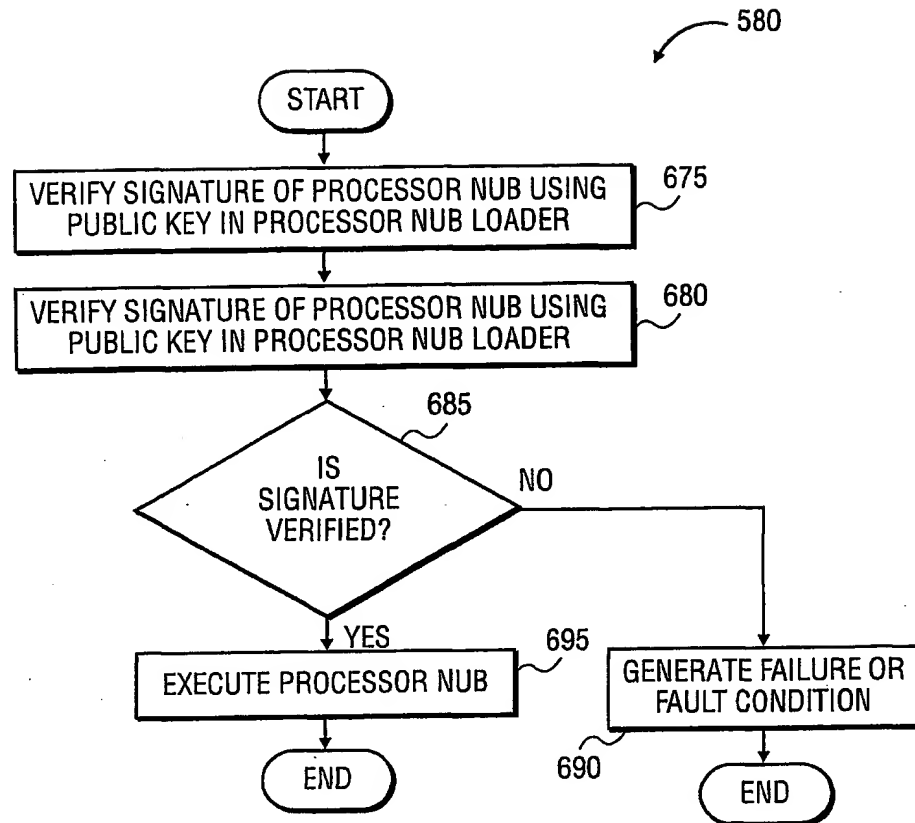 580
START
VERIFY SIGNATURE OF PROCESSOR NUB USING
PUBLIC KEY IN PROCESSOR NUB LOADER
675
VERIFY SIGNATURE OF PROCESSOR NUB USING
PUBLIC KEY IN PROCESSOR NUB LOADER
680
685
IS
SIGNATURE
VERIFIED?
NO
YES
695
EXECUTE PROCESSOR NUB
GENERATE FAILURE OR
FAULT CONDITION
690
END
END